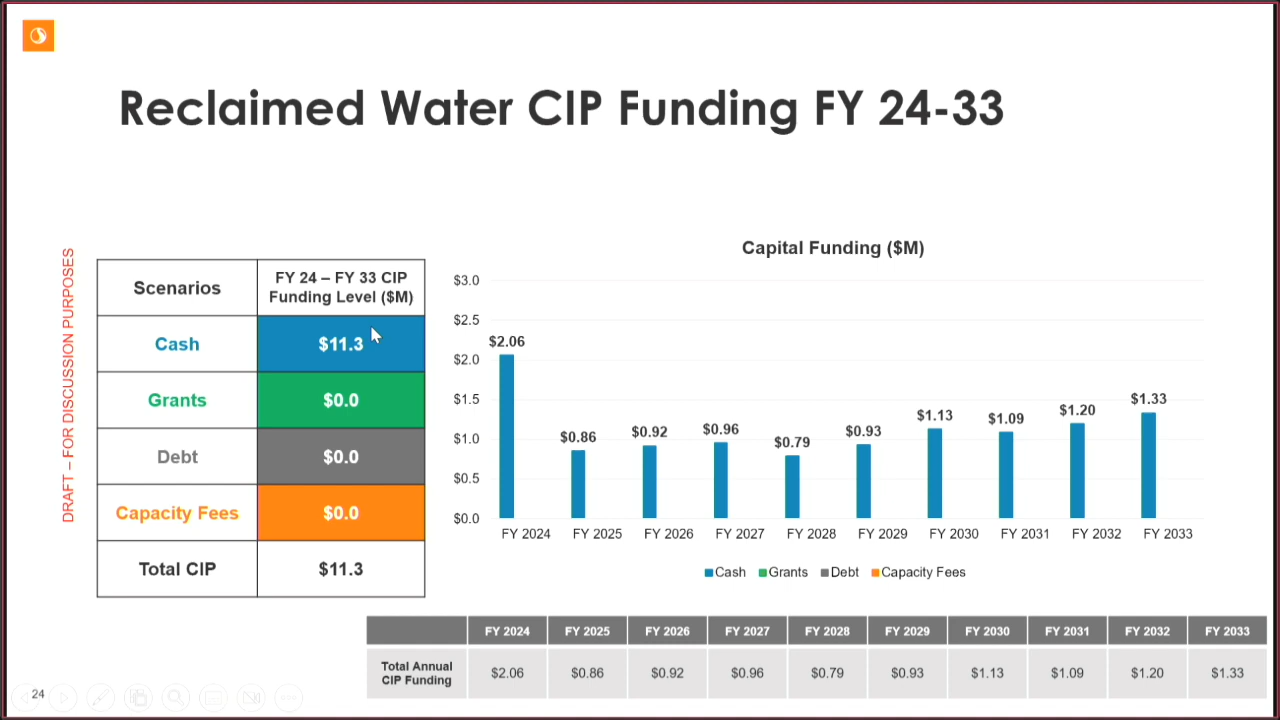 Reclaimed Water CIP Funding FY 24-33
DRAFT – FOR DISCUSSION PURPOSES
Scenarios
FY 24 – FY 33 CIP
Funding Level ($M)
Cash
$11.3
Grants
$0.0
Debt
$0.0
Capacity Fees
$0.0
Total CIP
$11.3
Capital Funding ($M)
$3.0
$2.5
$2.0
$1.5
$1.0
$0.5
$0.0
$2.06
$0.86
$0.92
$0.96
$0.79
$0.93
$1.13
$1.09
$1.20
$1.33
FY 2024 FY 2025 FY 2026 FY 2027 FY 2028 FY 2029 FY 2030 FY 2031 FY 2032 FY 2033
Cash Grants Debt Capacity Fees
FY 2024 FY 2025 FY 2026 FY 2027 FY 2028 FY 2029 FY 2030 FY 2031 FY 2032 FY 2033
Total Annual
CIP Funding
$2.06 $0.86 $0.92 $0.96 $0.79 $0.93 $1.13 $1.09 $1.20 $1.33
24